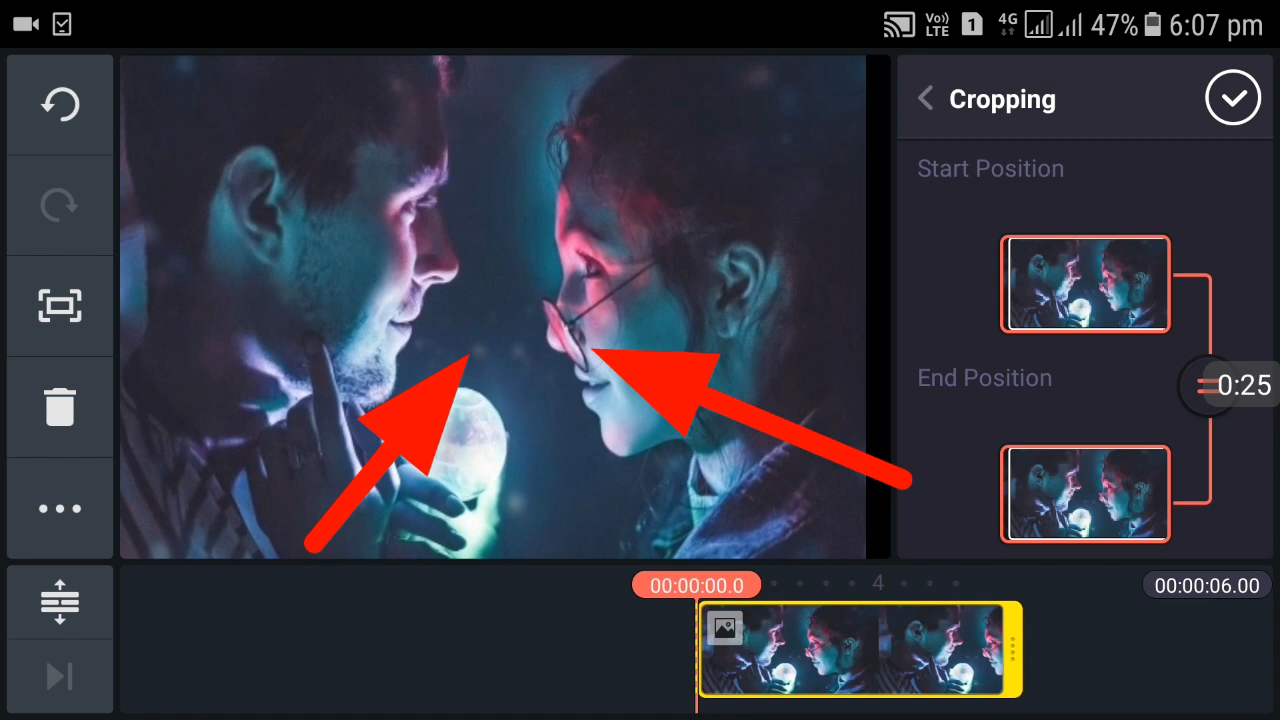 Vo)) LTE 1 4G 47% 6:07 pm
Cropping
Start Position
End Position
0:25
00:00:00.0
4
00:00:06.00